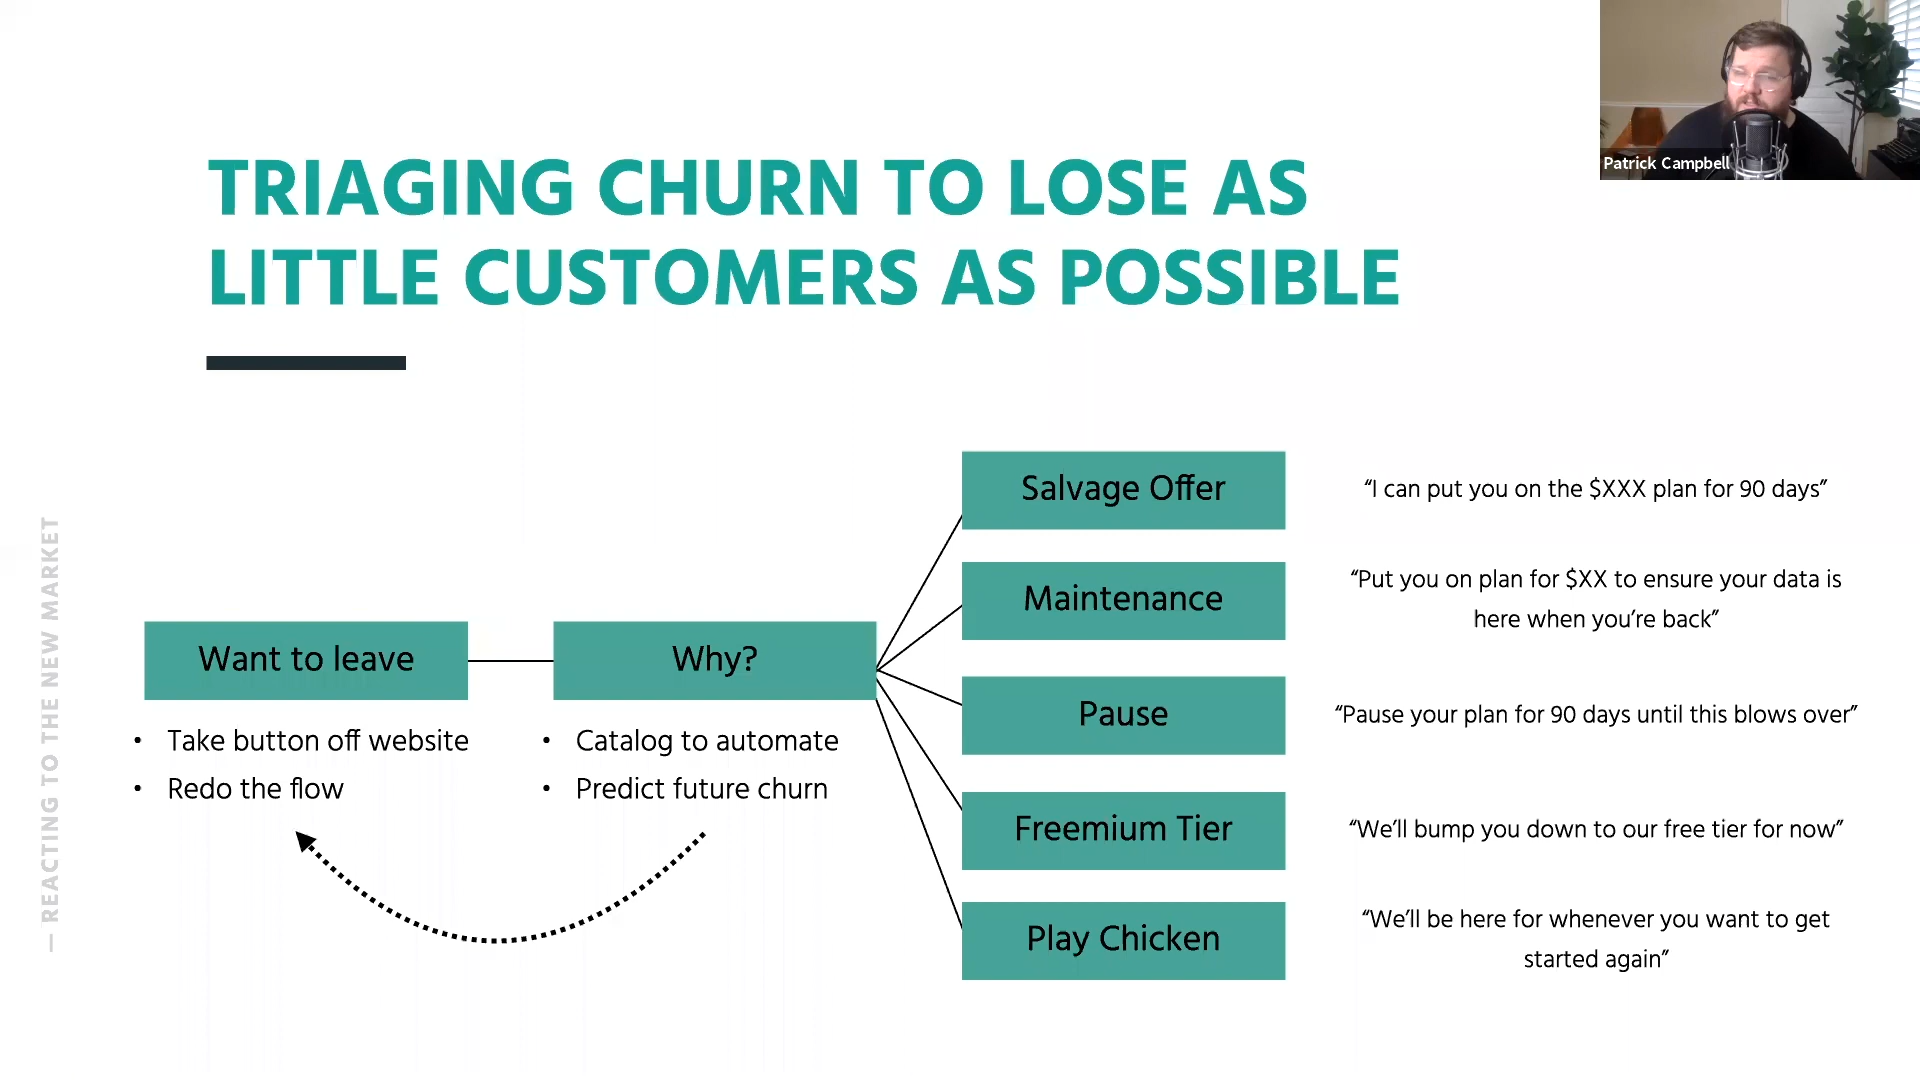 Patrick Campbell
TRIAGING CHURN TO LOSE AS
LITTLE CUSTOMERS AS POSSIBLE
— REACTING TO THE NEW MARKET
Want to leave
• Take button off website
• Redo the flow
Why?
• Catalog to automate
• Predict future churn
Salvage Offer
“I can put you on the $XXX plan for 90 days”
Maintenance
“Put you on plan for $XX to ensure your data is
here when you’re back”
Pause
“Pause your plan for 90 days until this blows over”
Freemium Tier
“We’ll bump you down to our free tier for now”
Play Chicken
“We’ll be here for whenever you want to get
started again”